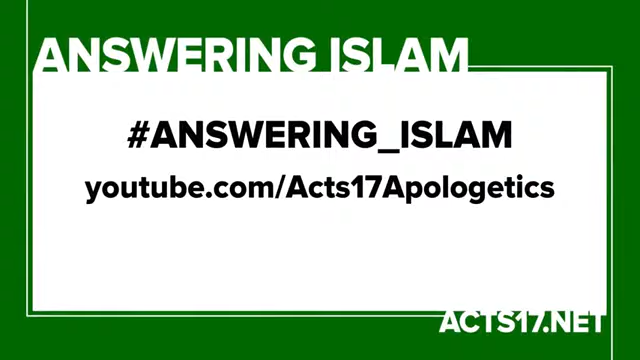 ANSWERING ISLAM
#ANSWERING_ISLAM
youtube.com/Acts17Apologetics
ACTS17.NET